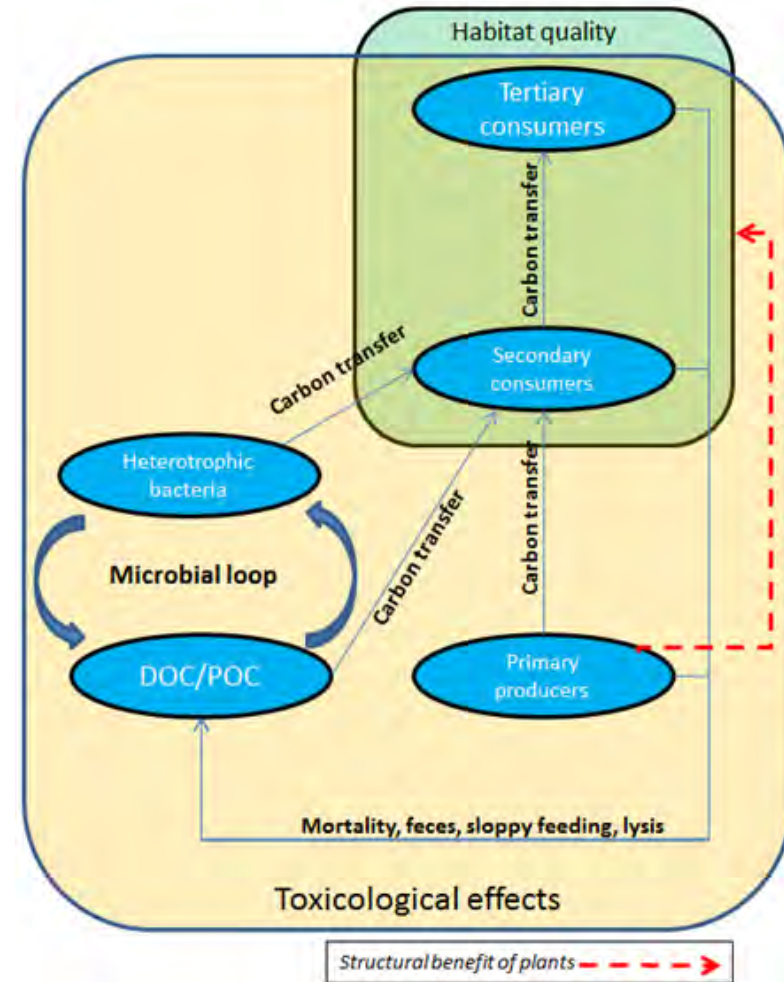 Habitat quality
Tertiary
consumers
Carbon transfer
Secondary
consumers
Carbon transfer
Heterotrophic
bacteria
Carbon transfer
Carbon transfer
Microbial loop
DOC/POC
Primary
producers
Mortality, feces, sloppy feeding, lysis
Toxicological effects
Structural benefit of plants